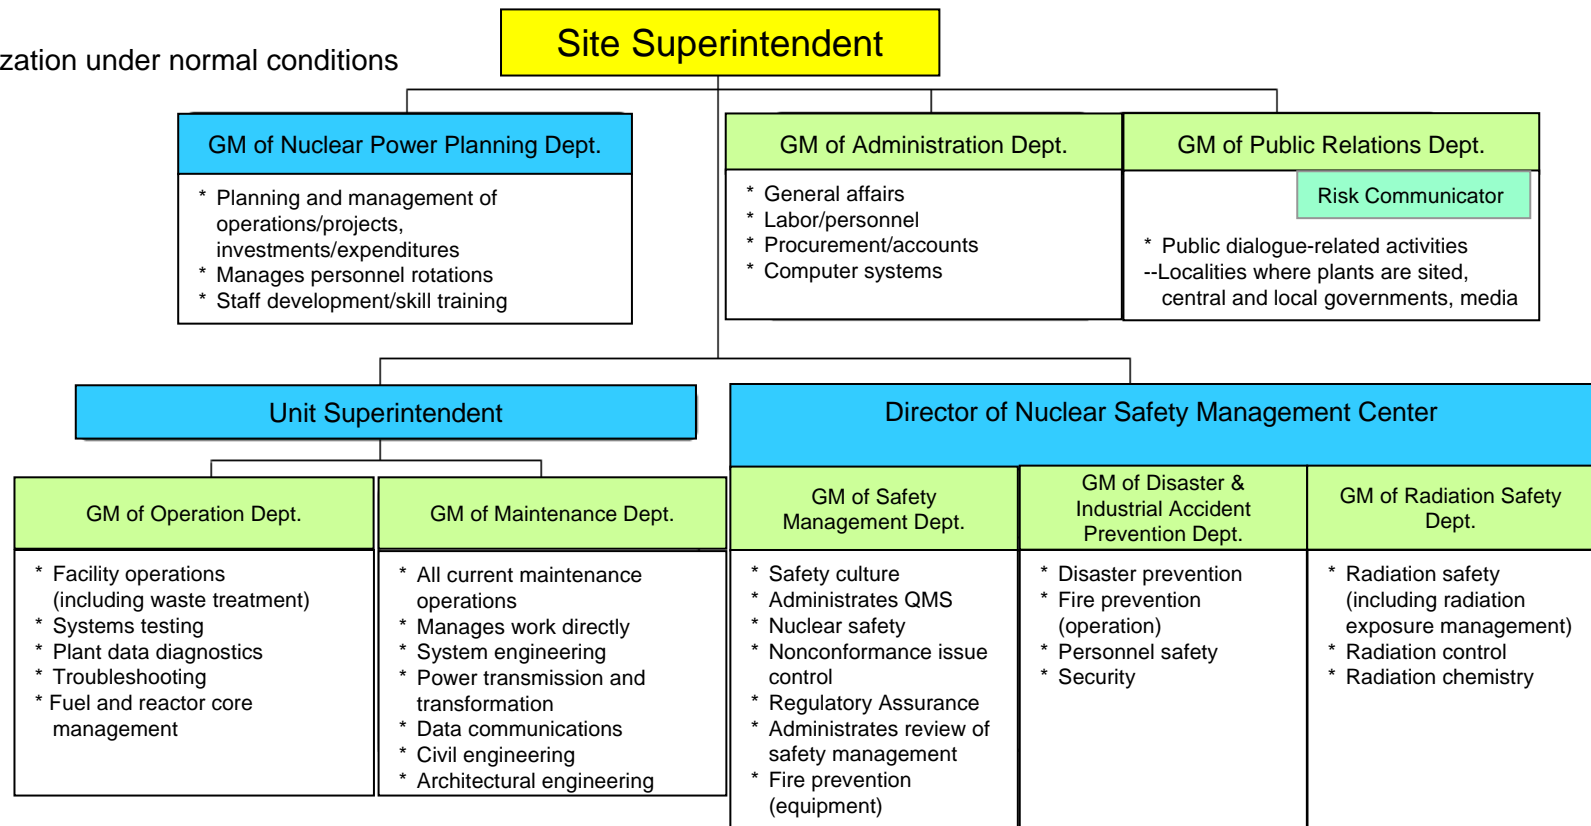 Site Superintendent
zation under normal conditions
GM of Nuclear Power Planning Dept.
* Planning and management of
operations/projects,
investments/expenditures
* Manages personnel rotations
* Staff development/skill training
GM of Administration Dept.
* General affairs
* Labor/personnel
* Procurement/accounts
* Computer systems
GM of Public Relations Dept.
Risk Communicator
* Public dialogue-related activities
--Localities where plants are sited,
central and local governments, media
Unit Superintendent
Director of Nuclear Safety Management Center
GM of Operation Dept.
* Facility operations
(including waste treatment)
* Systems testing
* Plant data diagnostics
* Troubleshooting
* Fuel and reactor core
management
GM of Maintenance Dept.
* All current maintenance
operations
* Manages work directly
* System engineering
* Power transmission and
transformation
* Data communications
* Civil engineering
* Architectural engineering
GM of Safety
Management Dept.
* Safety culture
* Administrates QMS
* Nuclear safety
* Nonconformance issue
control
* Regulatory Assurance
* Administrates review of
safety management
* Fire prevention
(equipment)
GM of Disaster &
Industrial Accident
Prevention Dept.
* Disaster prevention
* Fire prevention
(operation)
* Personnel safety
* Security
GM of Radiation Safety
Dept.
* Radiation safety
(including radiation
exposure management)
* Radiation control
* Radiation chemistry